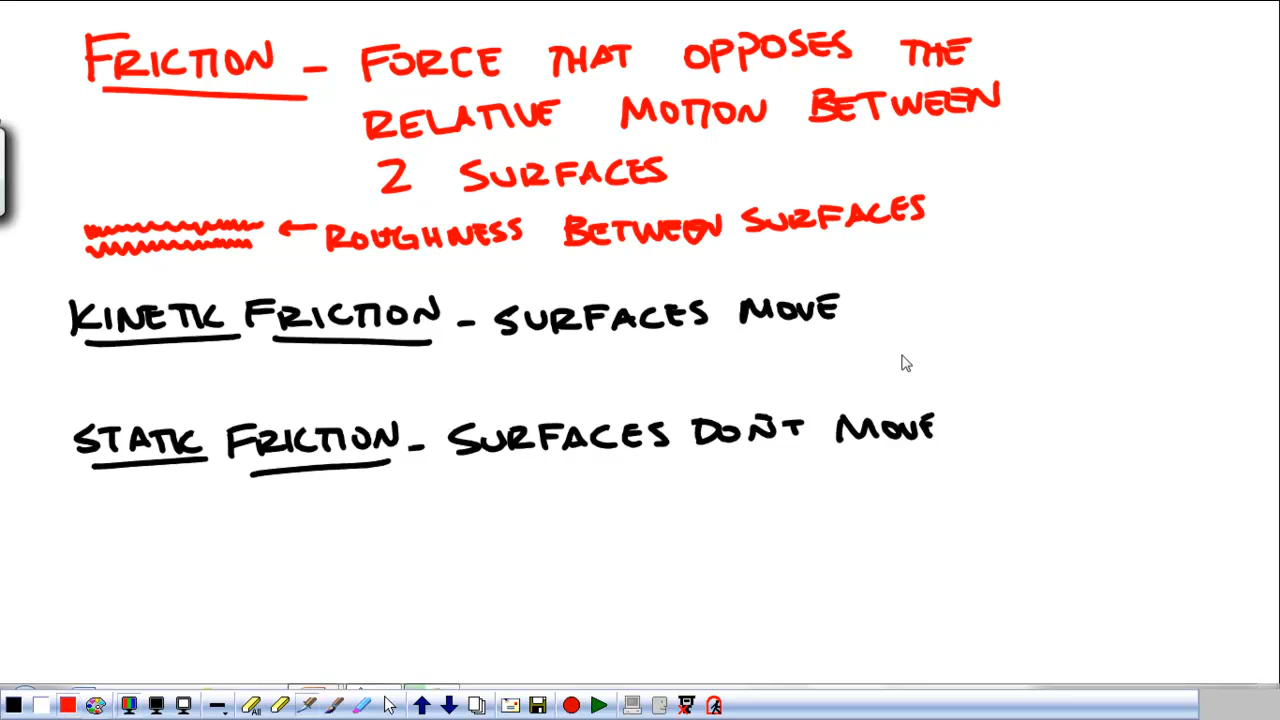 FRICTION - FORCE THAT OPPOSES THE
RELATIVE MOTION BETWEEN
2 SURFACES
← ROUGHNESS BETWEEN SURFACES
KINETIC FRICTION - SURFACES MOVE
STATIC FRICTION - SURFACES DON'T MOVE
All